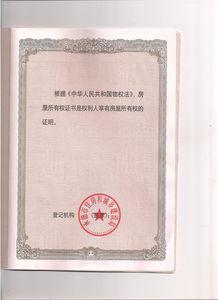 根据《中华人民共和国物权法》，房
屋所有权证书是权利人享有房屋所有权的
证明。
登记机构